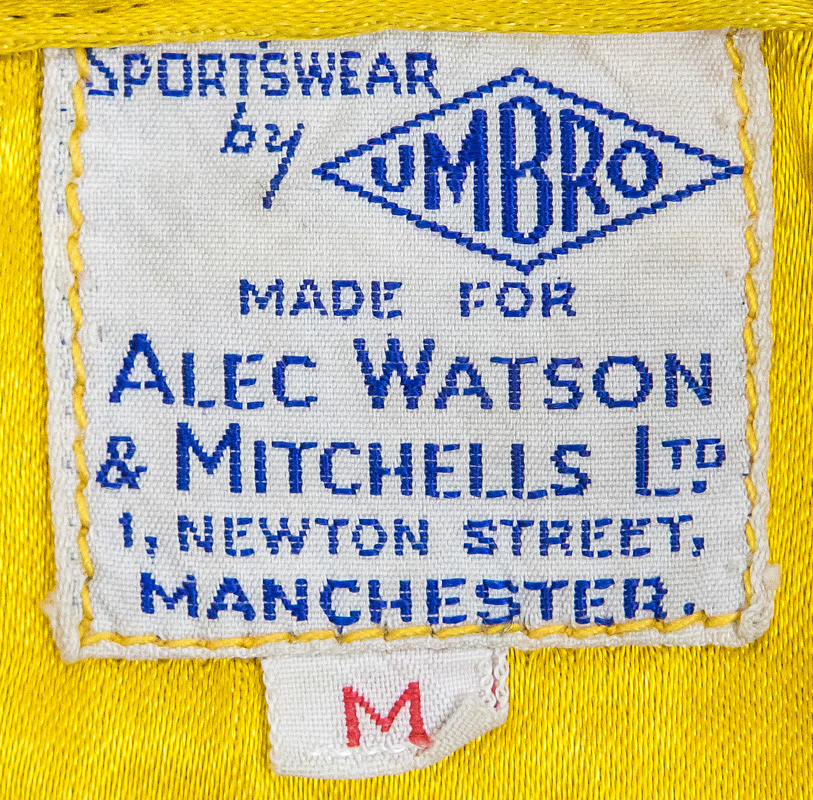 SPORTSWEAR
by UMBRO
MADE FOR
ALEC WATSON
& MITCHELLS LTD.
1, NEWTON STREET,
MANCHESTER.
M